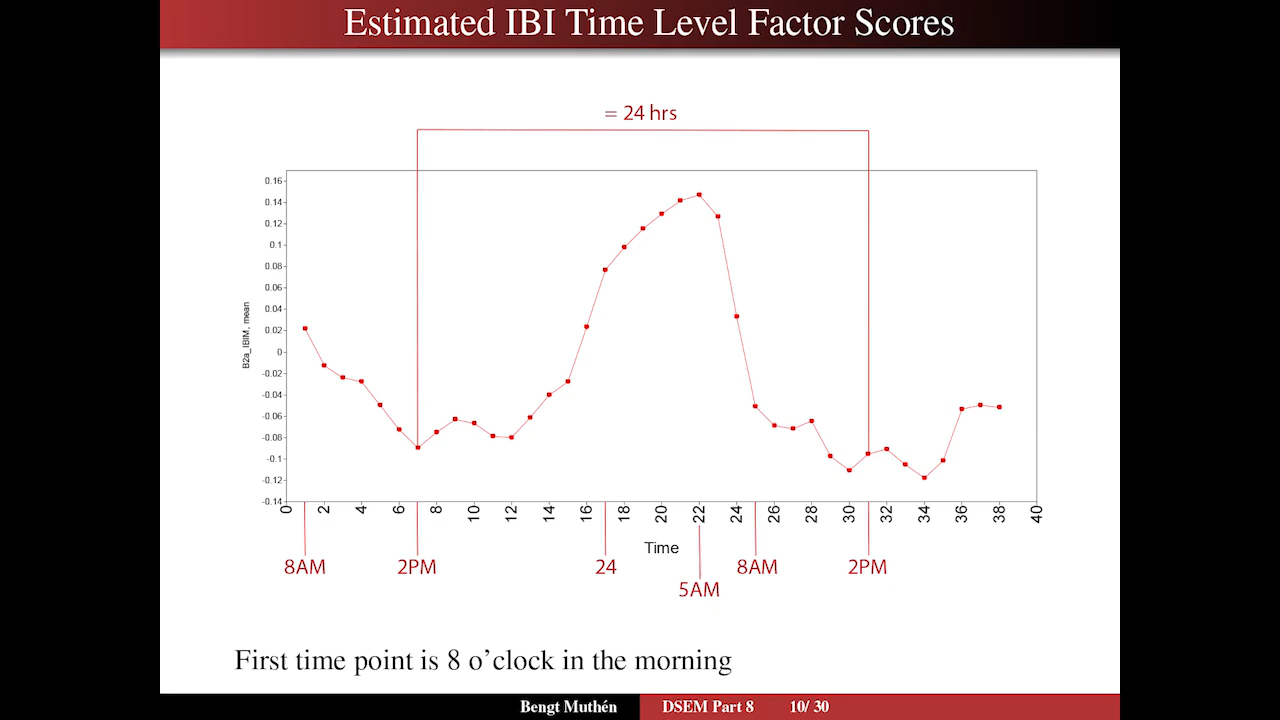 Estimated IBI Time Level Factor Scores
= 24 hrs
0.16
0.14
0.12
0.1
0.08
0.06
0.04
0.02
0
-0.02
-0.04
-0.06
-0.08
-0.1
-0.12
-0.14
B2a_IBIM, mean
0 2 4 6 8 10 12 14 16 18 20 22 24 26 28 30 32 34 36 38 40
Time
8AM 2PM 24 5AM 8AM 2PM
First time point is 8 o’clock in the morning
Bengt Muthén DSEM Part 8 10/ 30